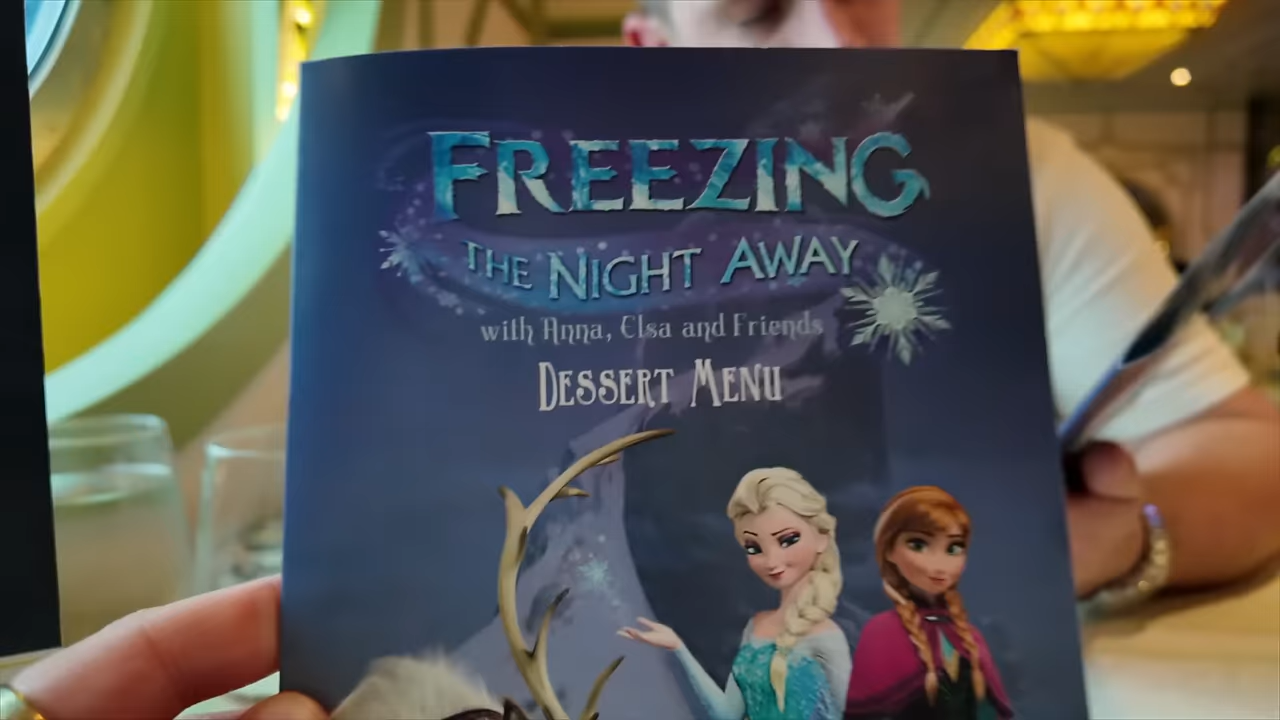 FREEZING
THE NIGHT AWAY
with Anna, Elsa and Friends
DESSERT MENU